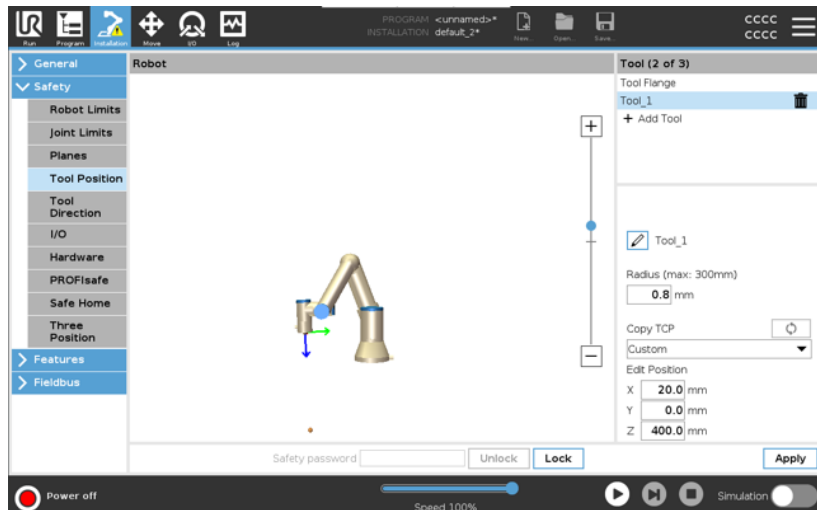 PROGRAM <unnamed>*
INSTALLATION default_2*
CCCC
CCCC
Run Program Installation Move I/O Log New... Open... Save...
General
Robot
Tool (2 of 3)
Safety
Tool Flange
Robot Limits
Tool_1
Joint Limits
+ Add Tool
Planes
Tool Position
Tool
Direction
I/O
Tool_1
Hardware
PROFIsafe
Radius (max: 300mm)
0.8 mm
Safe Home
Three
Position
Copy TCP
Custom
Features
Edit Position
Fieldbus
X 20.0 mm
Y 0.0 mm
Z 400.0 mm
Safety password Unlock Lock Apply
Power off
Speed 100%
Simulation